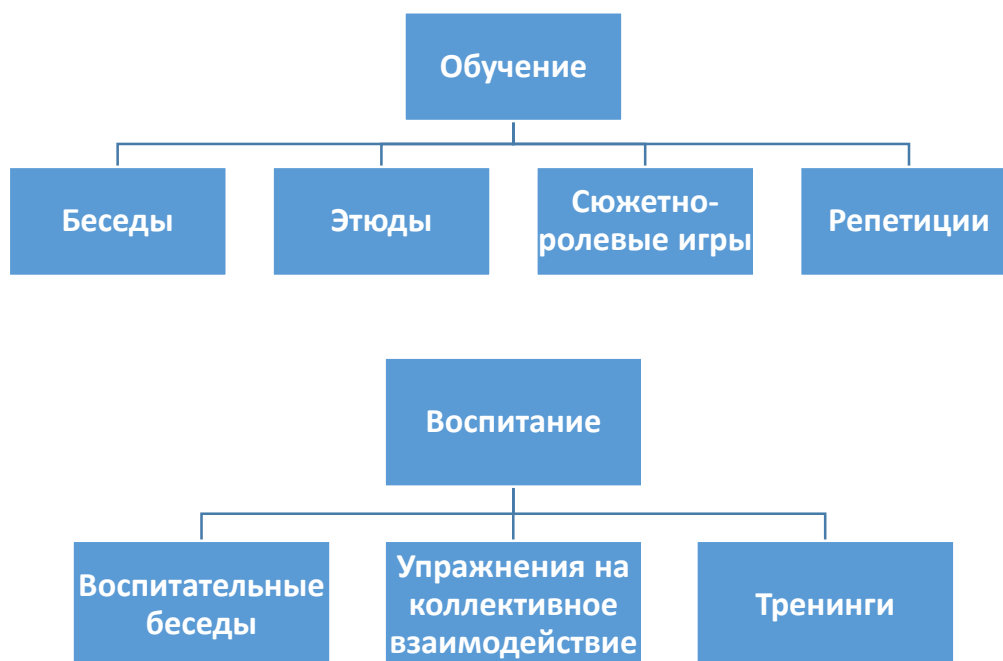 Обучение
Беседы
Этюды
Сюжетно-
ролевые игры
Репетиции
Воспитание
Воспитательные
беседы
Упражнения на
коллективное
взаимодействие
Тренинги